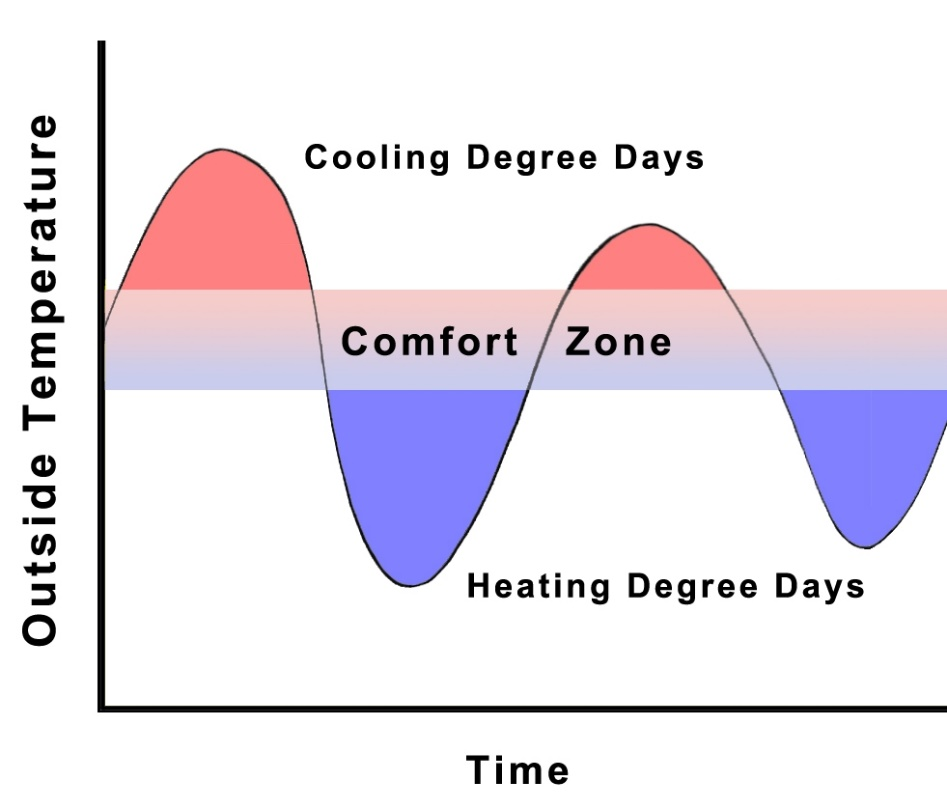 Outside Temperature
Cooling Degree Days
Comfort Zone
Heating Degree Days
Time